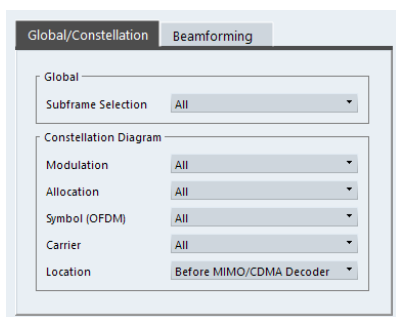 Global/Constellation Beamforming
Global
Subframe Selection All
Constellation Diagram
Modulation All
Allocation All
Symbol (OFDM) All
Carrier All
Location Before MIMO/CDMA Decoder